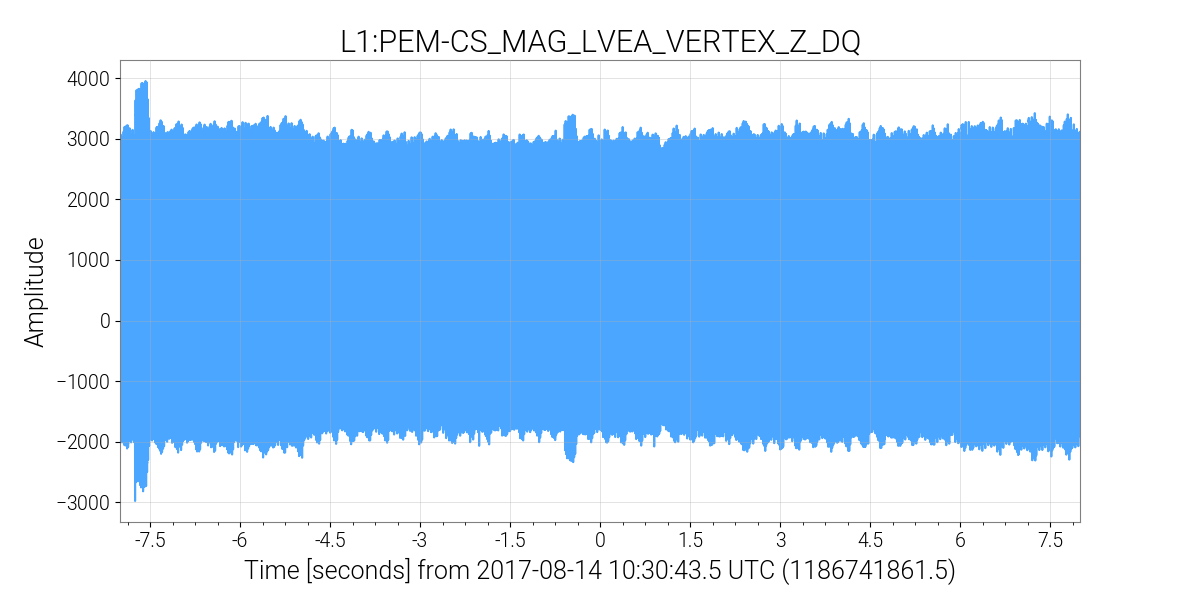 L1:PEM-CS_MAG_LVEA_VERTEX_Z_DQ
4000
3000
2000
1000
0
−1000
−2000
−3000
Amplitude
-7.5 -6 -4.5 -3 -1.5 0 1.5 3 4.5 6 7.5
Time [seconds] from 2017-08-14 10:30:43.5 UTC (1186741861.5)